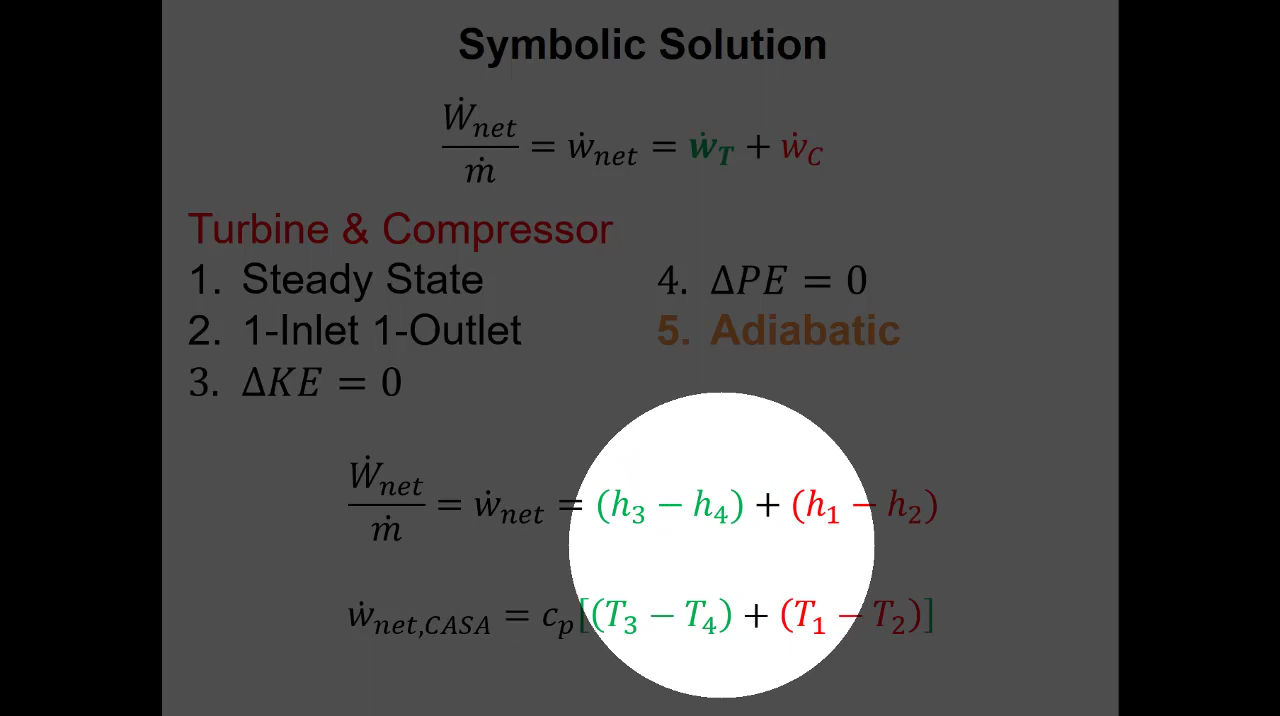 Symbolic Solution
Ẇ_net / ṁ = ẇ_net = ẇ_T + ẇ_C
Turbine & Compressor
1. Steady State
2. 1-Inlet 1-Outlet
3. ΔKE = 0
4. ΔPE = 0
5. Adiabatic
Ẇ_net / ṁ = ẇ_net = (h_3 − h_4) + (h_1 − h_2)
ẇ_net,CASA = c_p[(T_3 − T_4) + (T_1 − T_2)]